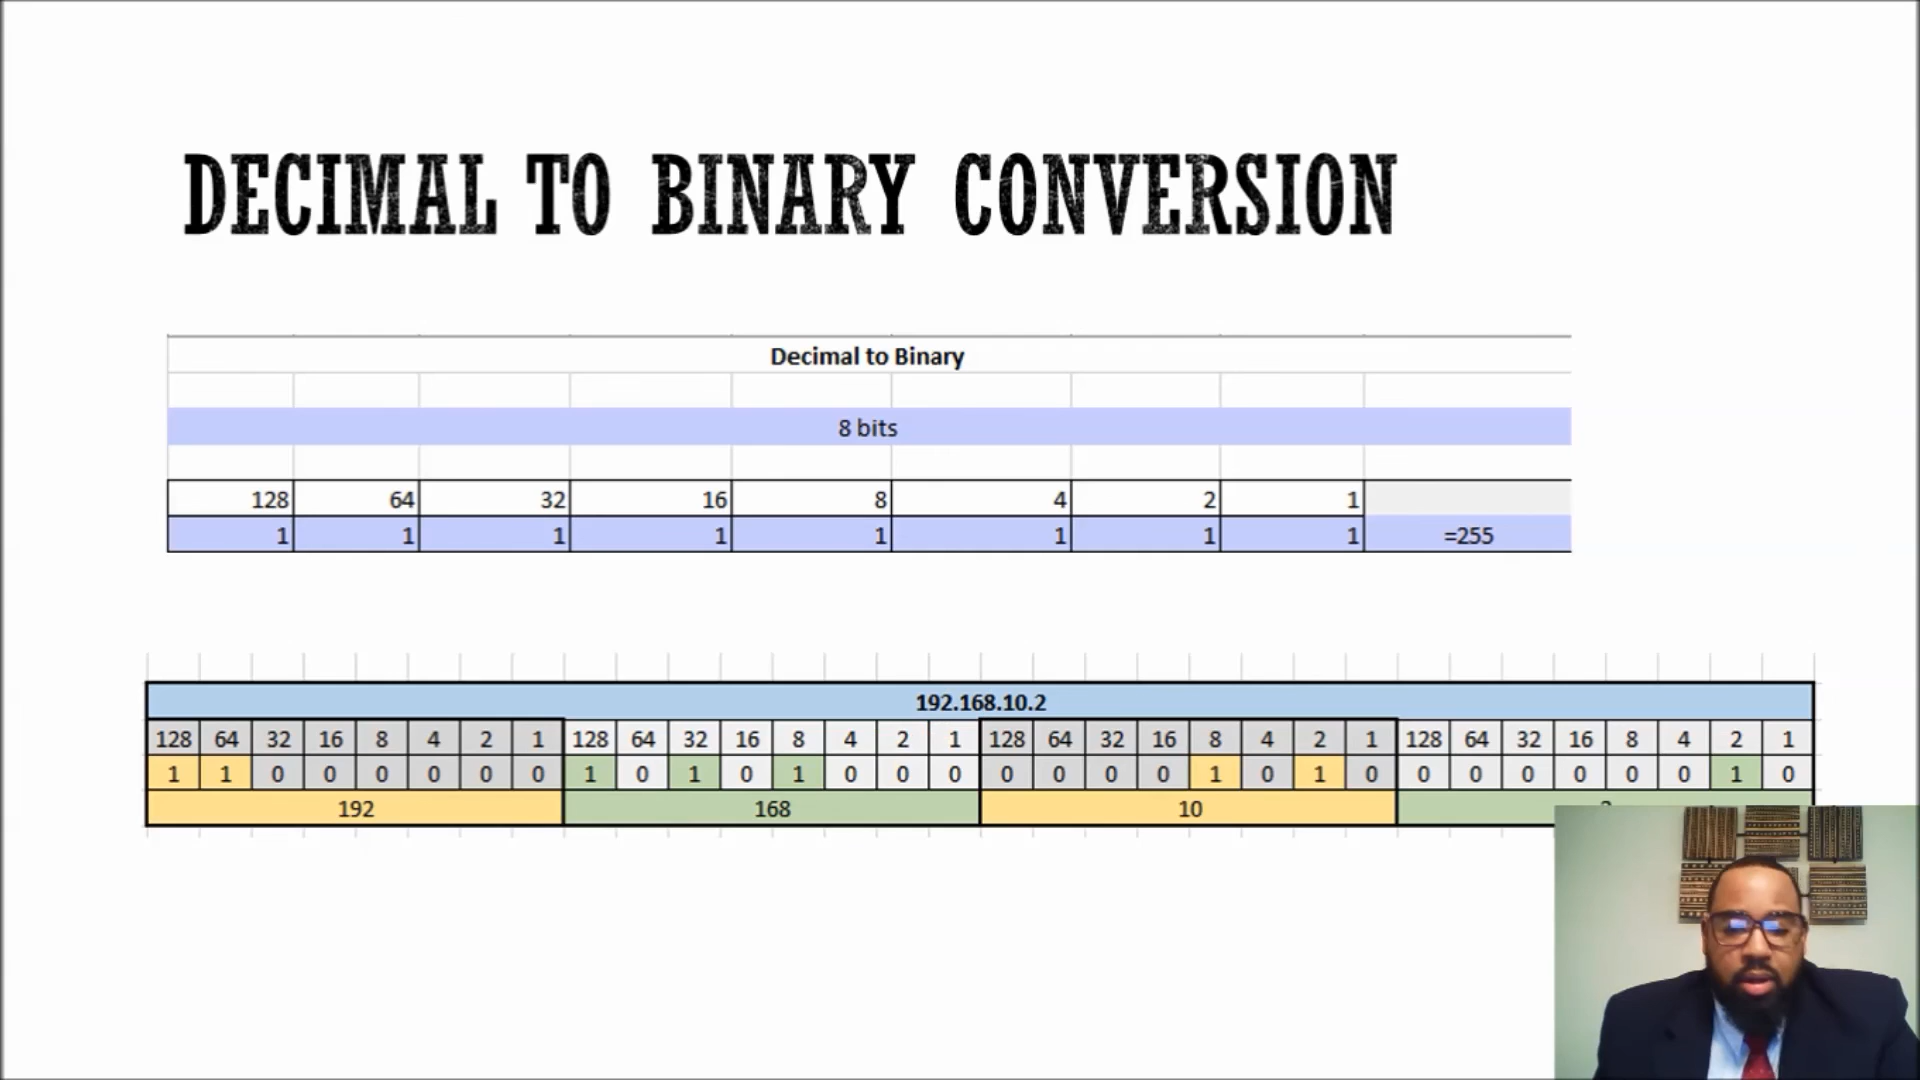 DECIMAL TO BINARY CONVERSION
Decimal to Binary
8 bits
128 64 32 16 8 4 2 1
1 1 1 1 1 1 1 1 =255
192.168.10.2
128 64 32 16 8 4 2 1 128 64 32 16 8 4 2 1 128 64 32 16 8 4 2 1 128 64 32 16 8 4 2 1
1 1 0 0 0 0 0 0 1 0 1 0 1 0 0 0 0 0 0 0 1 0 1 0 0 0 0 0 0 0 1 0
192 168 10